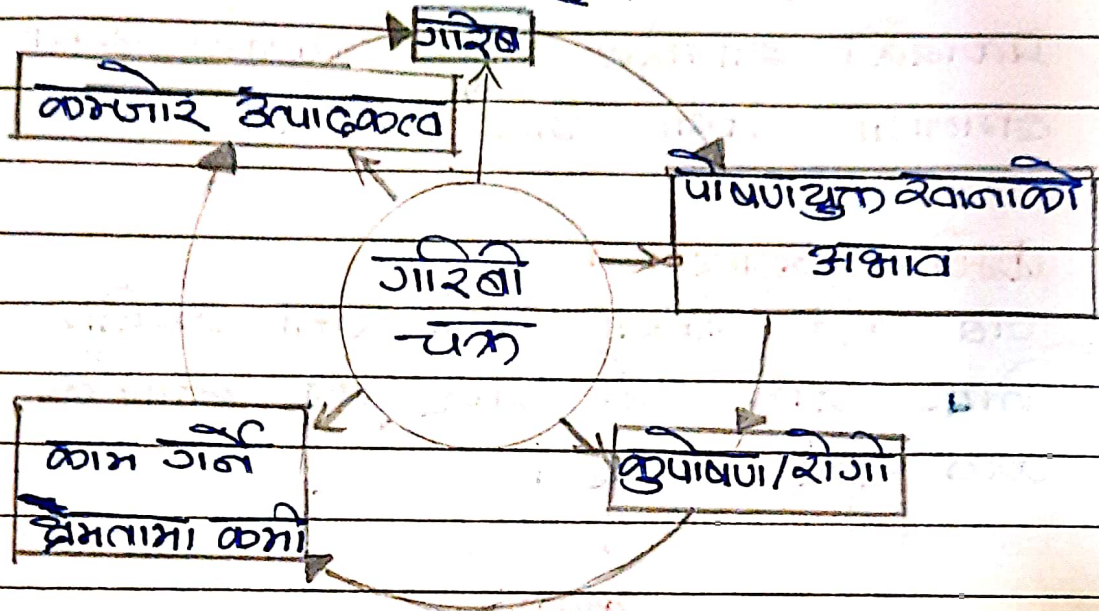 गरिब
कमजोर उत्पादकत्व
पोषणयुक्त खानाको
अभाव
गरिबी
चक्र
काम गर्ने
क्षमतामा कमी
कुपोषण/रोगी